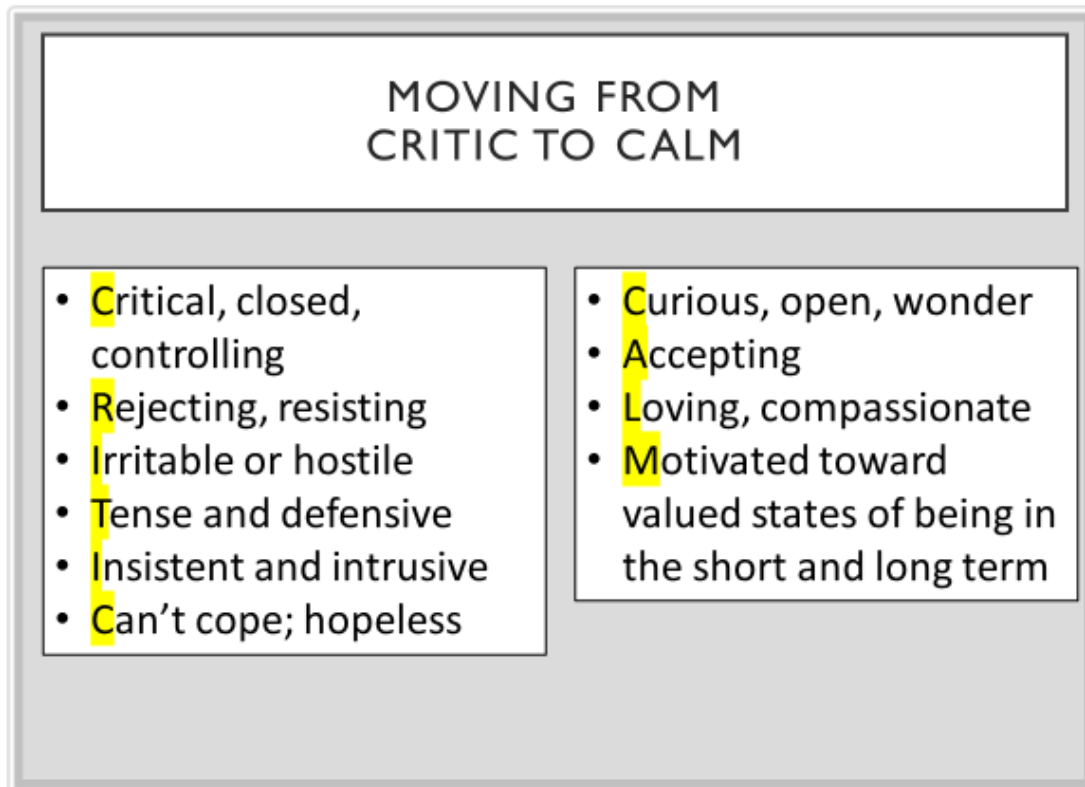 MOVING FROM
CRITIC TO CALM
• Critical, closed,
controlling
• Rejecting, resisting
• Irritable or hostile
• Tense and defensive
• Insistent and intrusive
• Can’t cope; hopeless
• Curious, open, wonder
• Accepting
• Loving, compassionate
• Motivated toward
valued states of being in
the short and long term